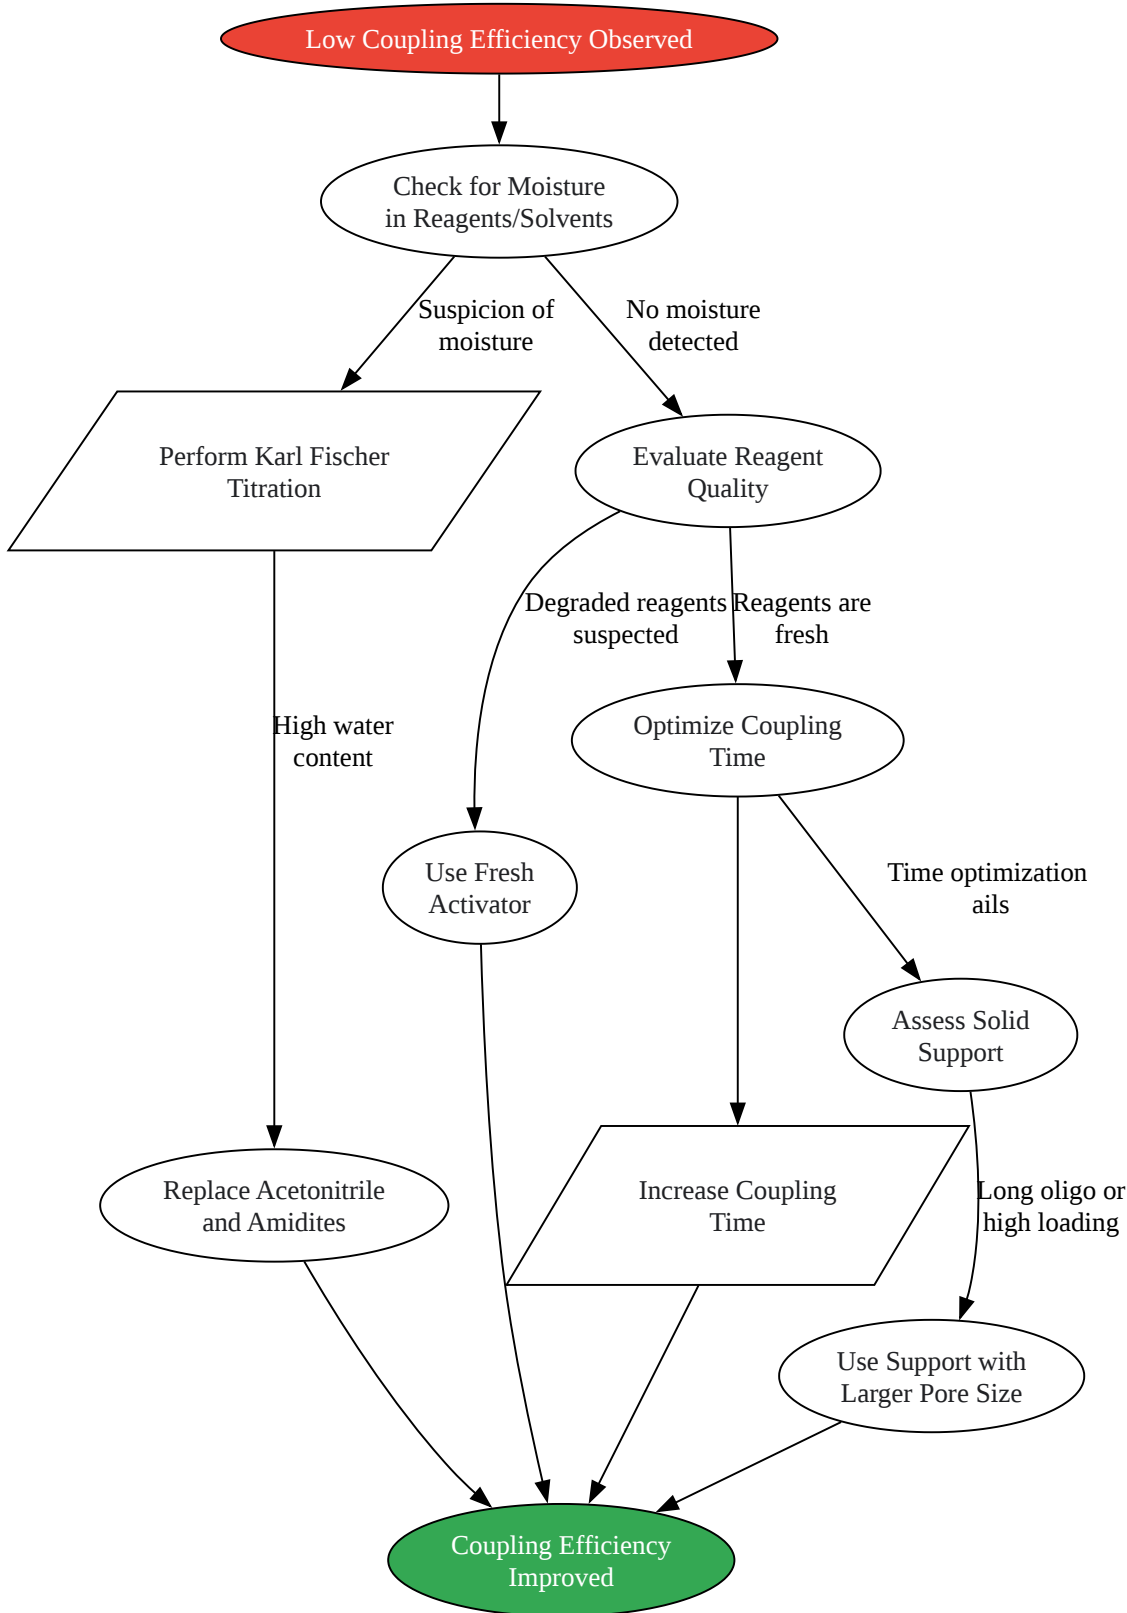 Low Coupling Efficiency Observed
Check for Moisture
in Reagents/Solvents
Suspicion of
moisture
No moisture
detected
Perform Karl Fischer
Titration
Evaluate Reagent
Quality
Degraded reagents
suspected
Reagents are
fresh
High water
content
Optimize Coupling
Time
Use Fresh
Activator
Time optimization
ails
Assess Solid
Support
Replace Acetonitrile
and Amidites
Increase Coupling
Time
Long oligo or
high loading
Use Support with
Larger Pore Size
Coupling Efficiency
Improved